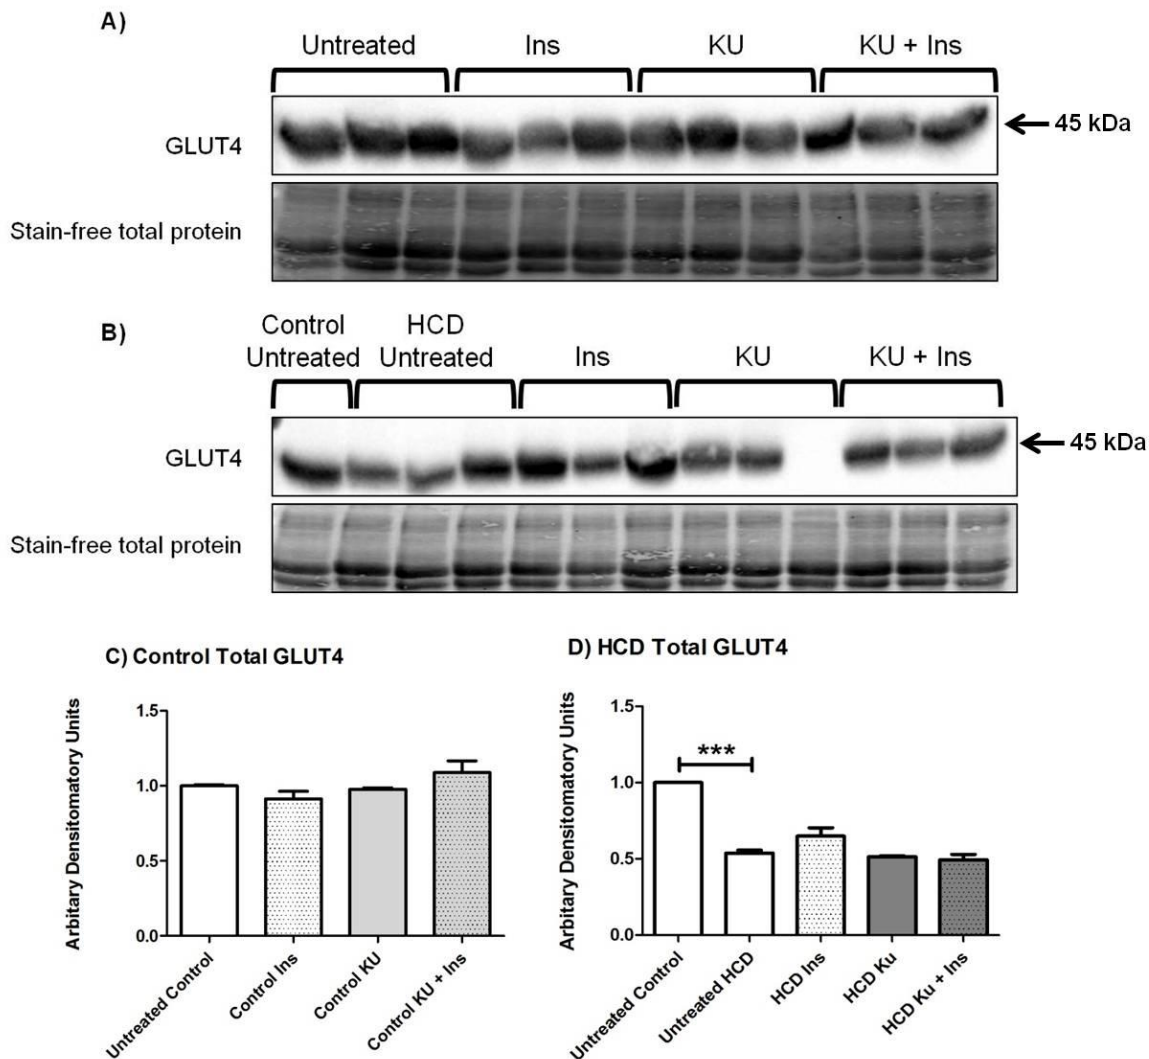 A)
Untreated Ins KU KU + Ins
GLUT4
45 kDa
Stain-free total protein
B)
Control Untreated
HCD Untreated
Ins KU KU + Ins
GLUT4
45 kDa
Stain-free total protein
C) Control Total GLUT4
Arbitary Densitomatory Units
1.5
1.0
0.5
0.0
Untreated Control
Control Ins
Control KU
Control KU + Ins
D) HCD Total GLUT4
Arbitary Densitomatory Units
1.5
1.0
0.5
0.0
***
Untreated Control
Untreated HCD
HCD Ins
HCD Ku
HCD Ku + Ins